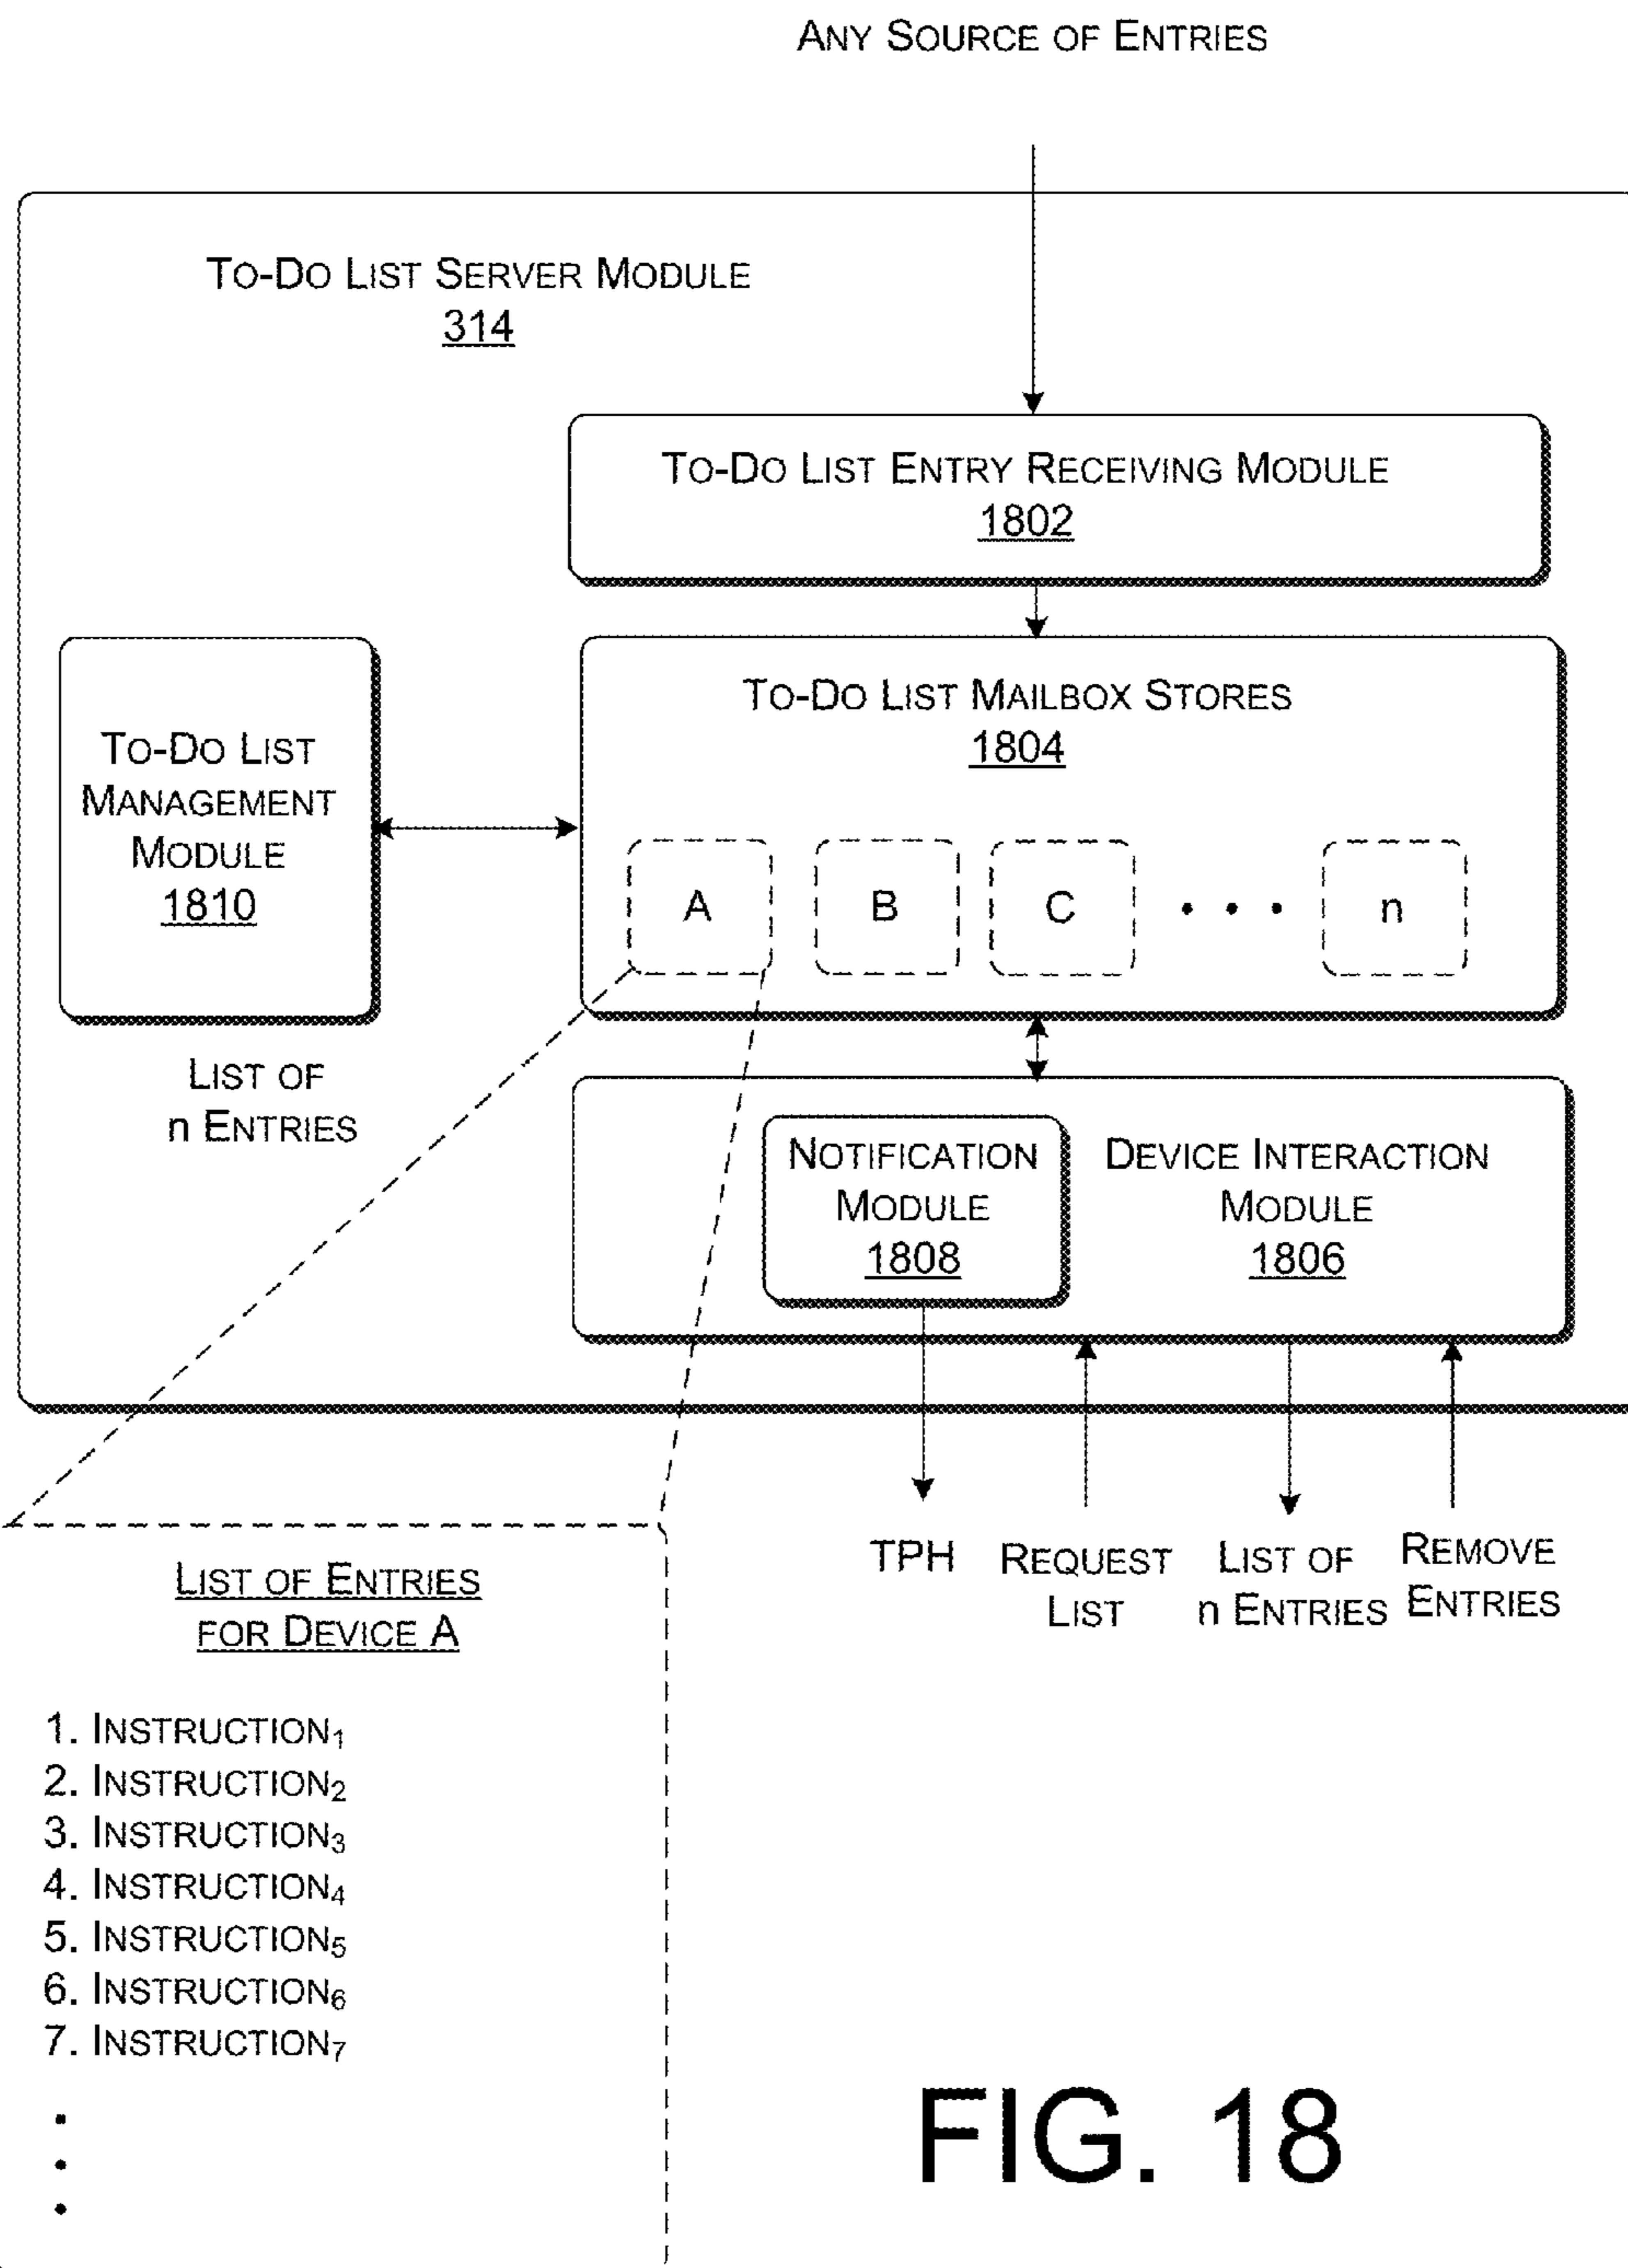 ANY SOURCE OF ENTRIES
TO-DO LIST SERVER MODULE
314
TO-DO LIST ENTRY RECEIVING MODULE
1802
TO-DO LIST MANAGEMENT MODULE
1810
TO-DO LIST MAILBOX STORES
1804
A B C • • • n
LIST OF
n ENTRIES
NOTIFICATION
MODULE
1808
DEVICE INTERACTION
MODULE
1806
TPH
REQUEST
LIST
LIST OF
n ENTRIES
REMOVE
ENTRIES
LIST OF ENTRIES
FOR DEVICE A
1. INSTRUCTION₁
2. INSTRUCTION₂
3. INSTRUCTION₃
4. INSTRUCTION₄
5. INSTRUCTION₅
6. INSTRUCTION₆
7. INSTRUCTION₇
•
•
•
FIG. 18